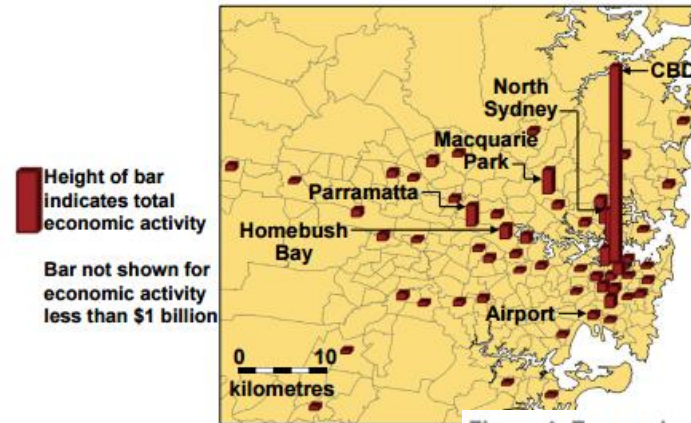 CBD
North
Sydney
Macquarie
Park
Parramatta
Homebush
Bay
Airport
0 10
kilometres
Height of bar
indicates total
economic activity
Bar not shown for
economic activity
less than $1 billion